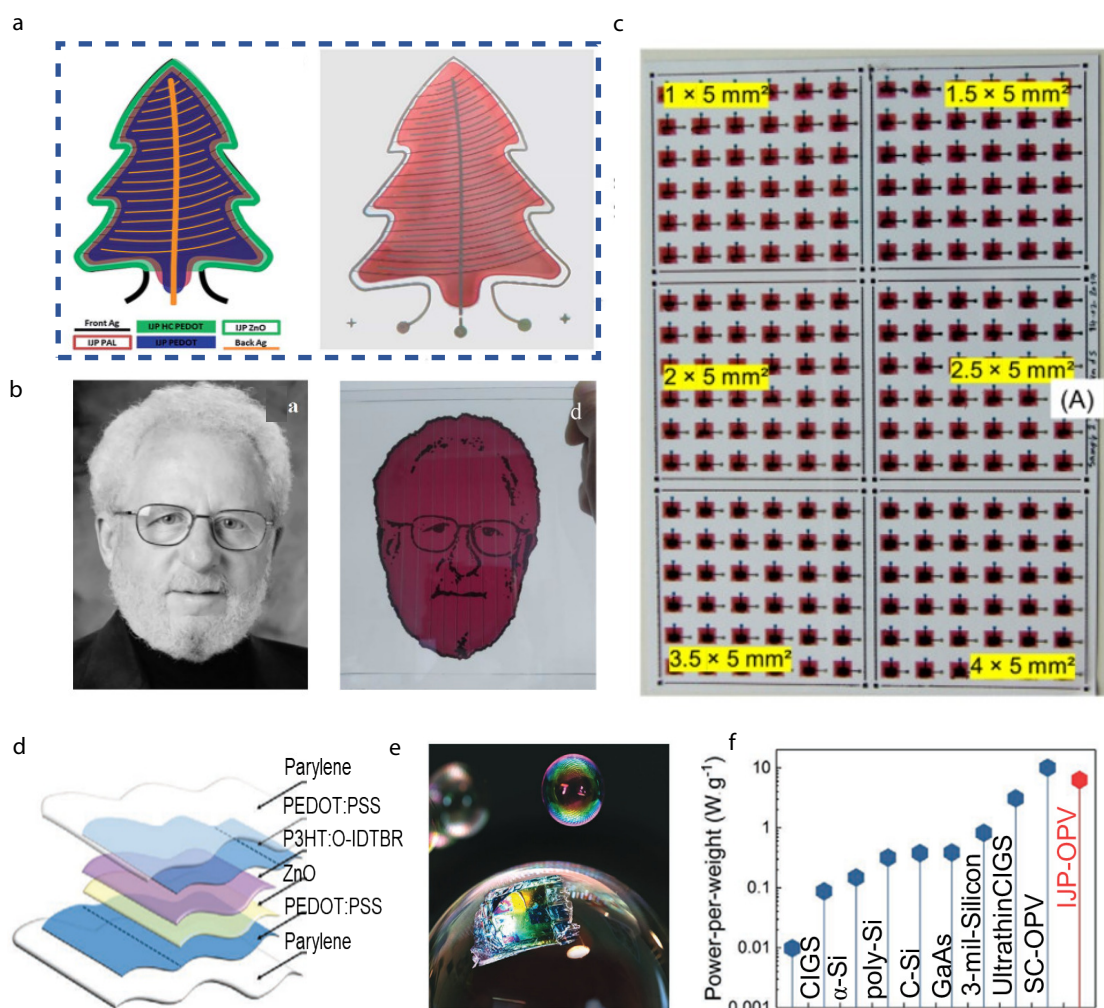 a
Front Ag
IJP HC PEDOT
IJP ZnO
IJP PAL
IJP PEDOT
Back Ag
b
a
d
c
1 × 5 mm²
1.5 × 5 mm²
2 × 5 mm²
2.5 × 5 mm²
(A)
3.5 × 5 mm²
4 × 5 mm²
d
Parylene
PEDOT:PSS
P3HT:O-IDTBR
ZnO
PEDOT:PSS
Parylene
e
f
Power-per-weight (W.g⁻¹)
10
1
0.1
0.01
0.001
CIGS
α-Si
poly-Si
C-Si
GaAs
3-mil-Silicon
UltrathinCIGS
SC-OPV
IJP-OPV